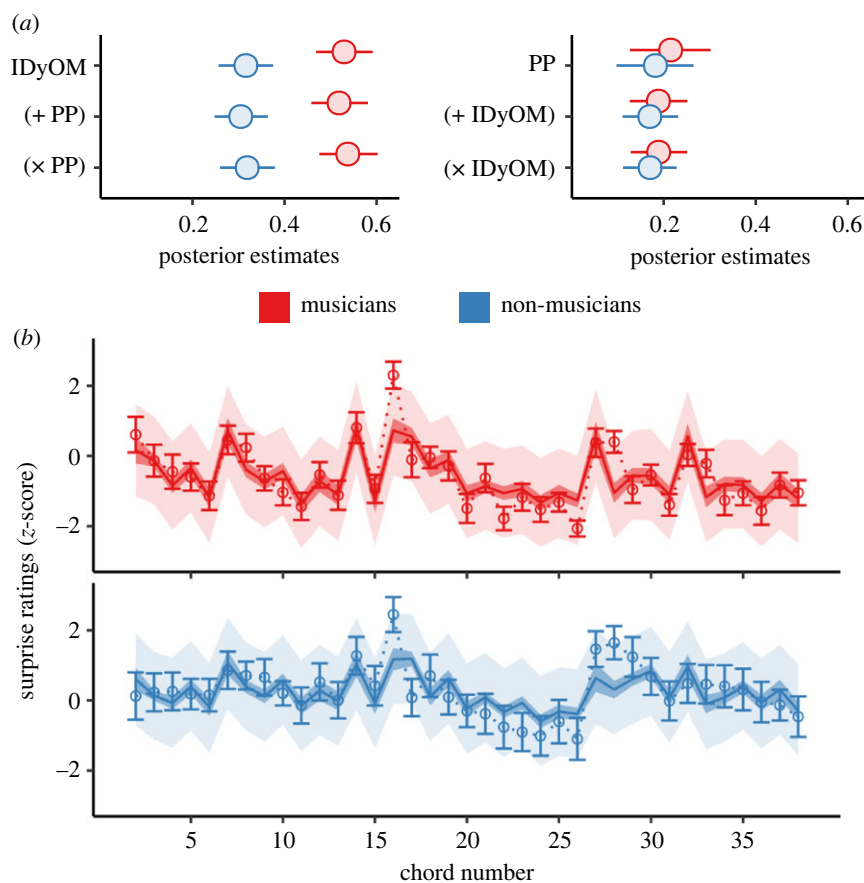 (a)
IDyOM
(+ PP)
(× PP)
0.2 0.4 0.6
posterior estimates
PP
(+ IDyOM)
(× IDyOM)
0.2 0.4 0.6
posterior estimates
musicians non-musicians
(b)
surprise ratings (z-score)
2
0
−2
2
0
−2
5 10 15 20 25 30 35
chord number